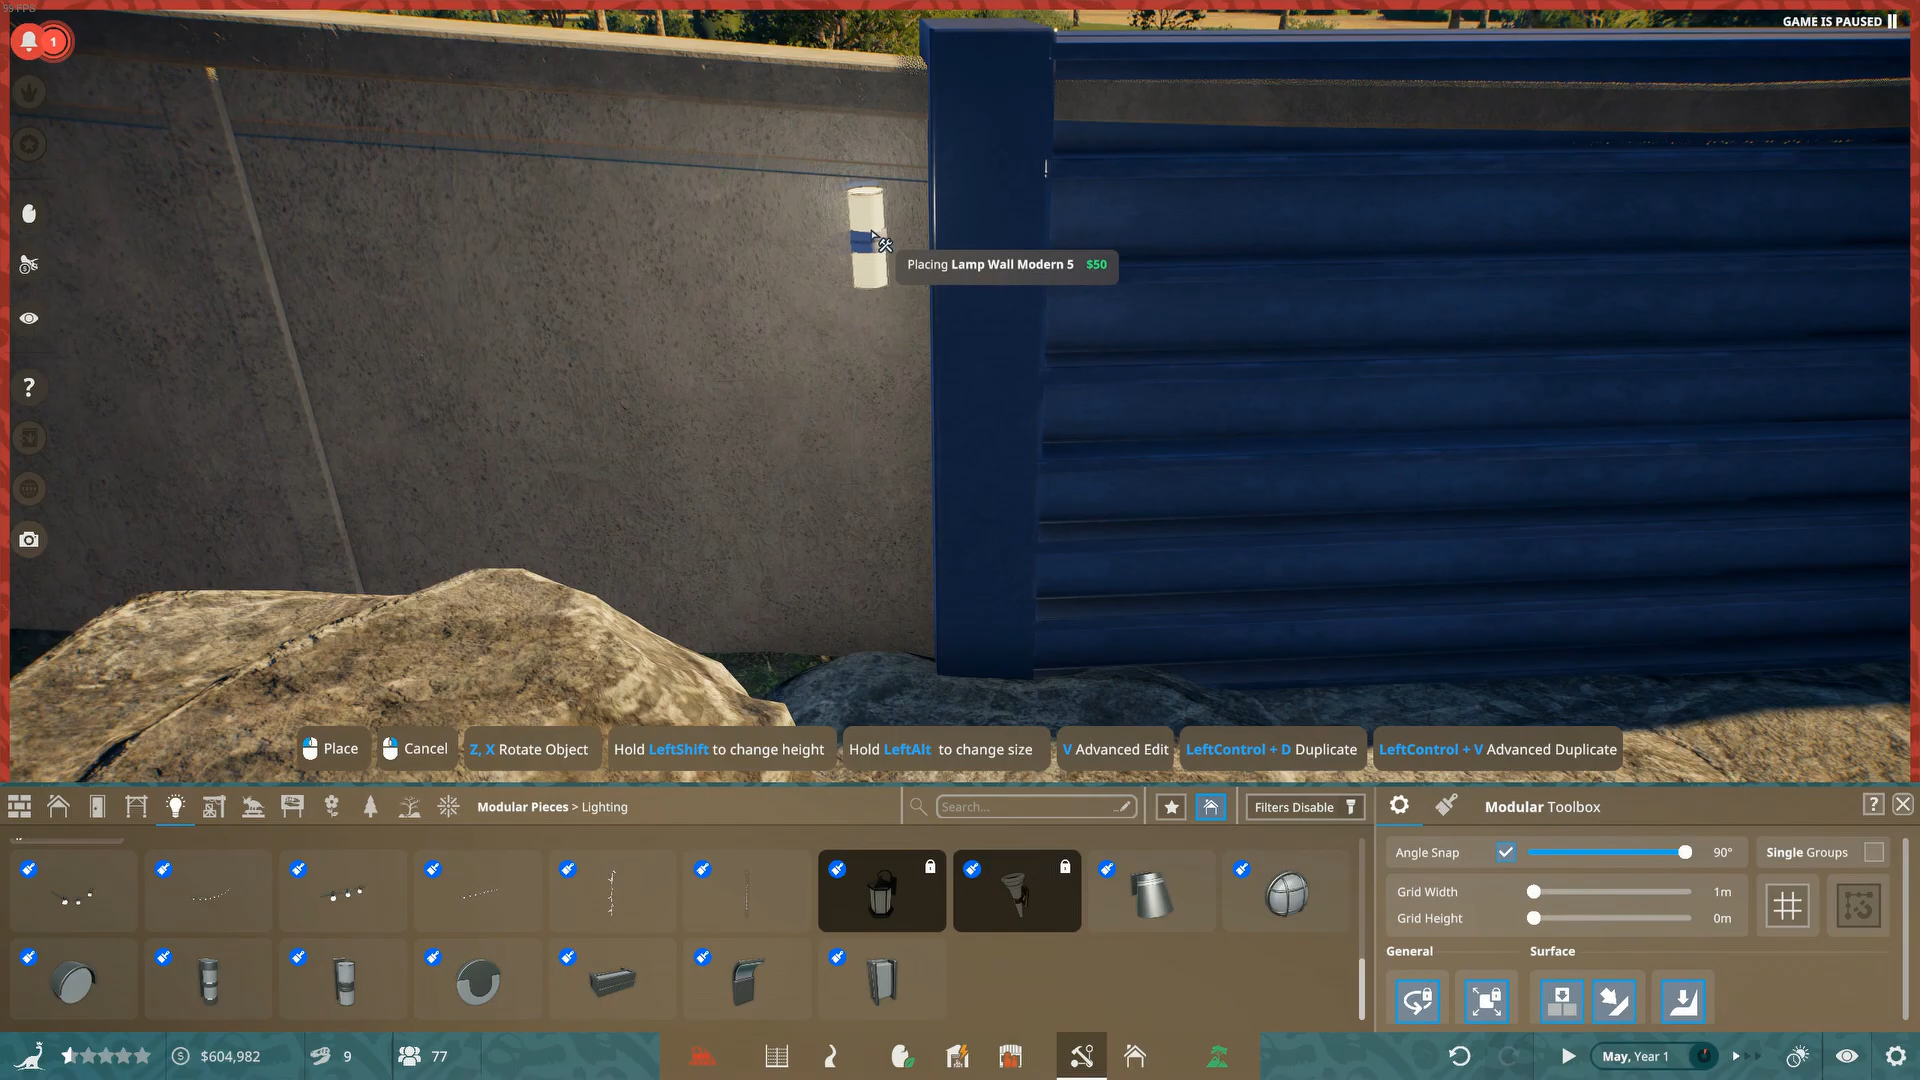 99 FPS
GAME IS PAUSED
1
Placing Lamp Wall Modern 5 $50
?
Place
Cancel
Z, X Rotate Object
Hold LeftShift to change height
Hold LeftAlt to change size
V Advanced Edit
LeftControl + D Duplicate
LeftControl + V Advanced Duplicate
Modular Pieces > Lighting
Search...
Filters Disable
Modular Toolbox
?
Angle Snap
90°
Single Groups
Grid Width
1m
Grid Height
0m
General
Surface
$604,982
9
77
May, Year 1